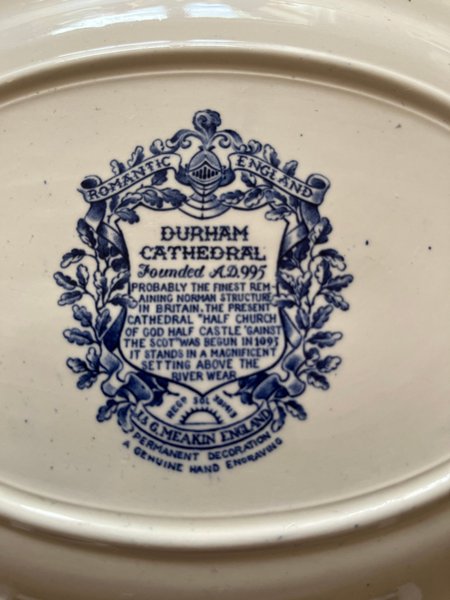 ROMANTIC ENGLAND
DURHAM
CATHEDRAL
Founded A.D.995
PROBABLY THE FINEST REM-
AINING NORMAN STRUCTURE
IN BRITAIN. THE PRESENT
CATHEDRAL "HALF CHURCH
OF GOD HALF CASTLE 'GAINST
THE SCOT" WAS BEGUN IN 1093
IT STANDS IN A MAGNIFICENT
SETTING ABOVE THE
RIVER WEAR
REGD SOL
J.& G. MEAKIN ENGLAND
PERMANENT DECORATION
A GENUINE HAND ENGRAVING